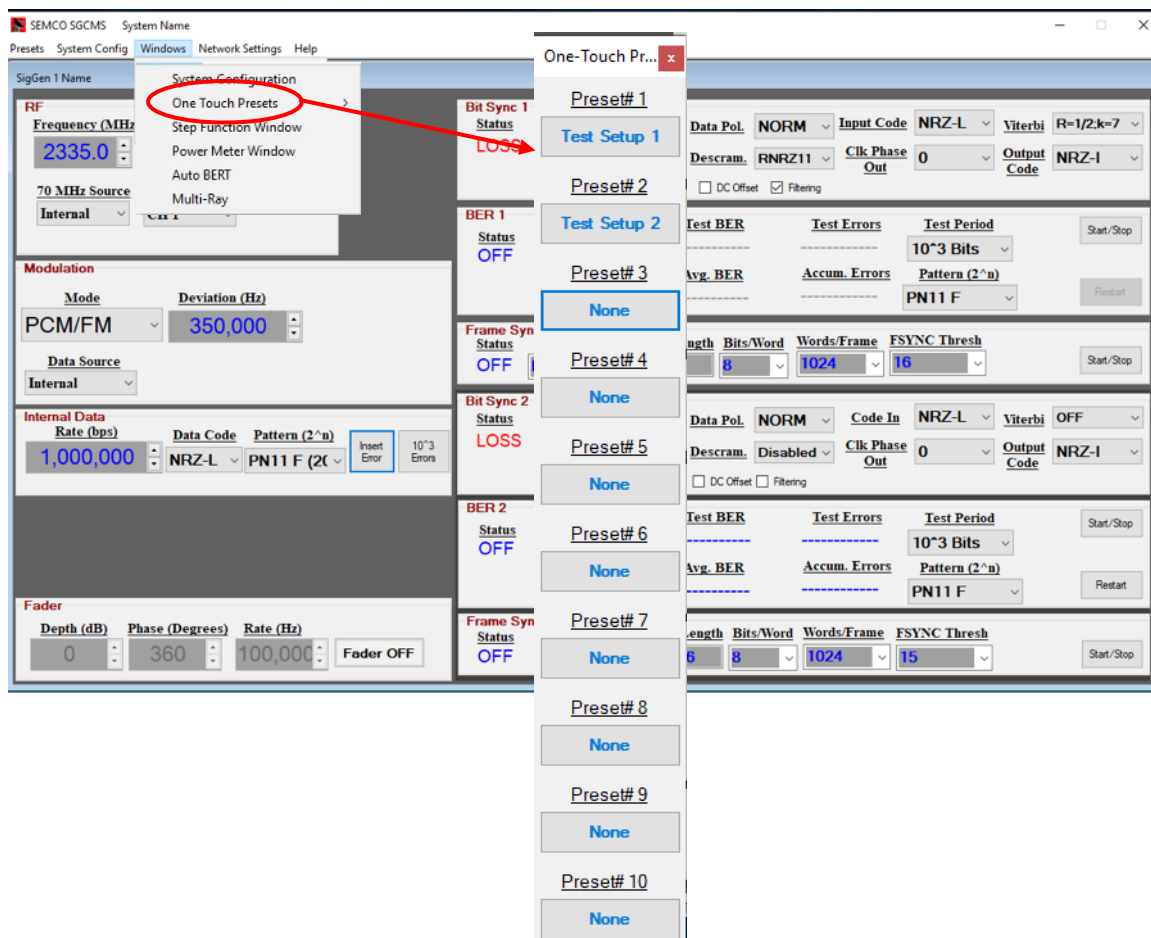 SEMCO SGCMS System Name
Presets System Config Windows Network Settings Help
SigGen 1 Name
System Configuration
One Touch Presets
Step Function Window
Power Meter Window
Auto BERT
Multi-Ray
RF
Frequency (MHz
2335.0
70 MHz Source
Internal
CH 1
Modulation
Mode
Deviation (Hz)
PCM/FM
350,000
Data Source
Internal
Internal Data
Rate (bps)
Data Code
Pattern (2^n)
1,000,000
NRZ-L
PN11 F (2(
Insert
Error
10^3
Errors
Fader
Depth (dB)
Phase (Degrees)
Rate (Hz)
0
360
100,000
Fader OFF
One-Touch Pr...
x
Preset# 1
Test Setup 1
Preset# 2
Test Setup 2
Preset# 3
None
Preset# 4
None
Preset# 5
None
Preset# 6
None
Preset# 7
None
Preset# 8
None
Preset# 9
None
Preset# 10
None
Bit Sync 1
Status
LOSS
Data Pol.
NORM
Input Code
NRZ-L
Viterbi
R=1/2;k=7
Descram.
RNRZ11
Clk Phase
Out
0
Output
Code
NRZ-l
DC Offset
Filtering
BER 1
Status
OFF
Test BER
----------
Test Errors
------------
Test Period
10^3 Bits
Start/Stop
Avg. BER
----------
Accum. Errors
------------
Pattern (2^n)
PN11 F
Restart
Frame Syn
Status
OFF
ngth
Bits/Word
8
Words/Frame
1024
FSYNC Thresh
16
Start/Stop
Bit Sync 2
Status
LOSS
Data Pol.
NORM
Code In
NRZ-L
Viterbi
OFF
Descram.
Disabled
Clk Phase
Out
0
Output
Code
NRZ-l
DC Offset
Filtering
BER 2
Status
OFF
Test BER
----------
Test Errors
------------
Test Period
10^3 Bits
Start/Stop
Avg. BER
----------
Accum. Errors
------------
Pattern (2^n)
PN11 F
Restart
Frame Syn
Status
OFF
Length
6
Bits/Word
8
Words/Frame
1024
FSYNC Thresh
15
Start/Stop